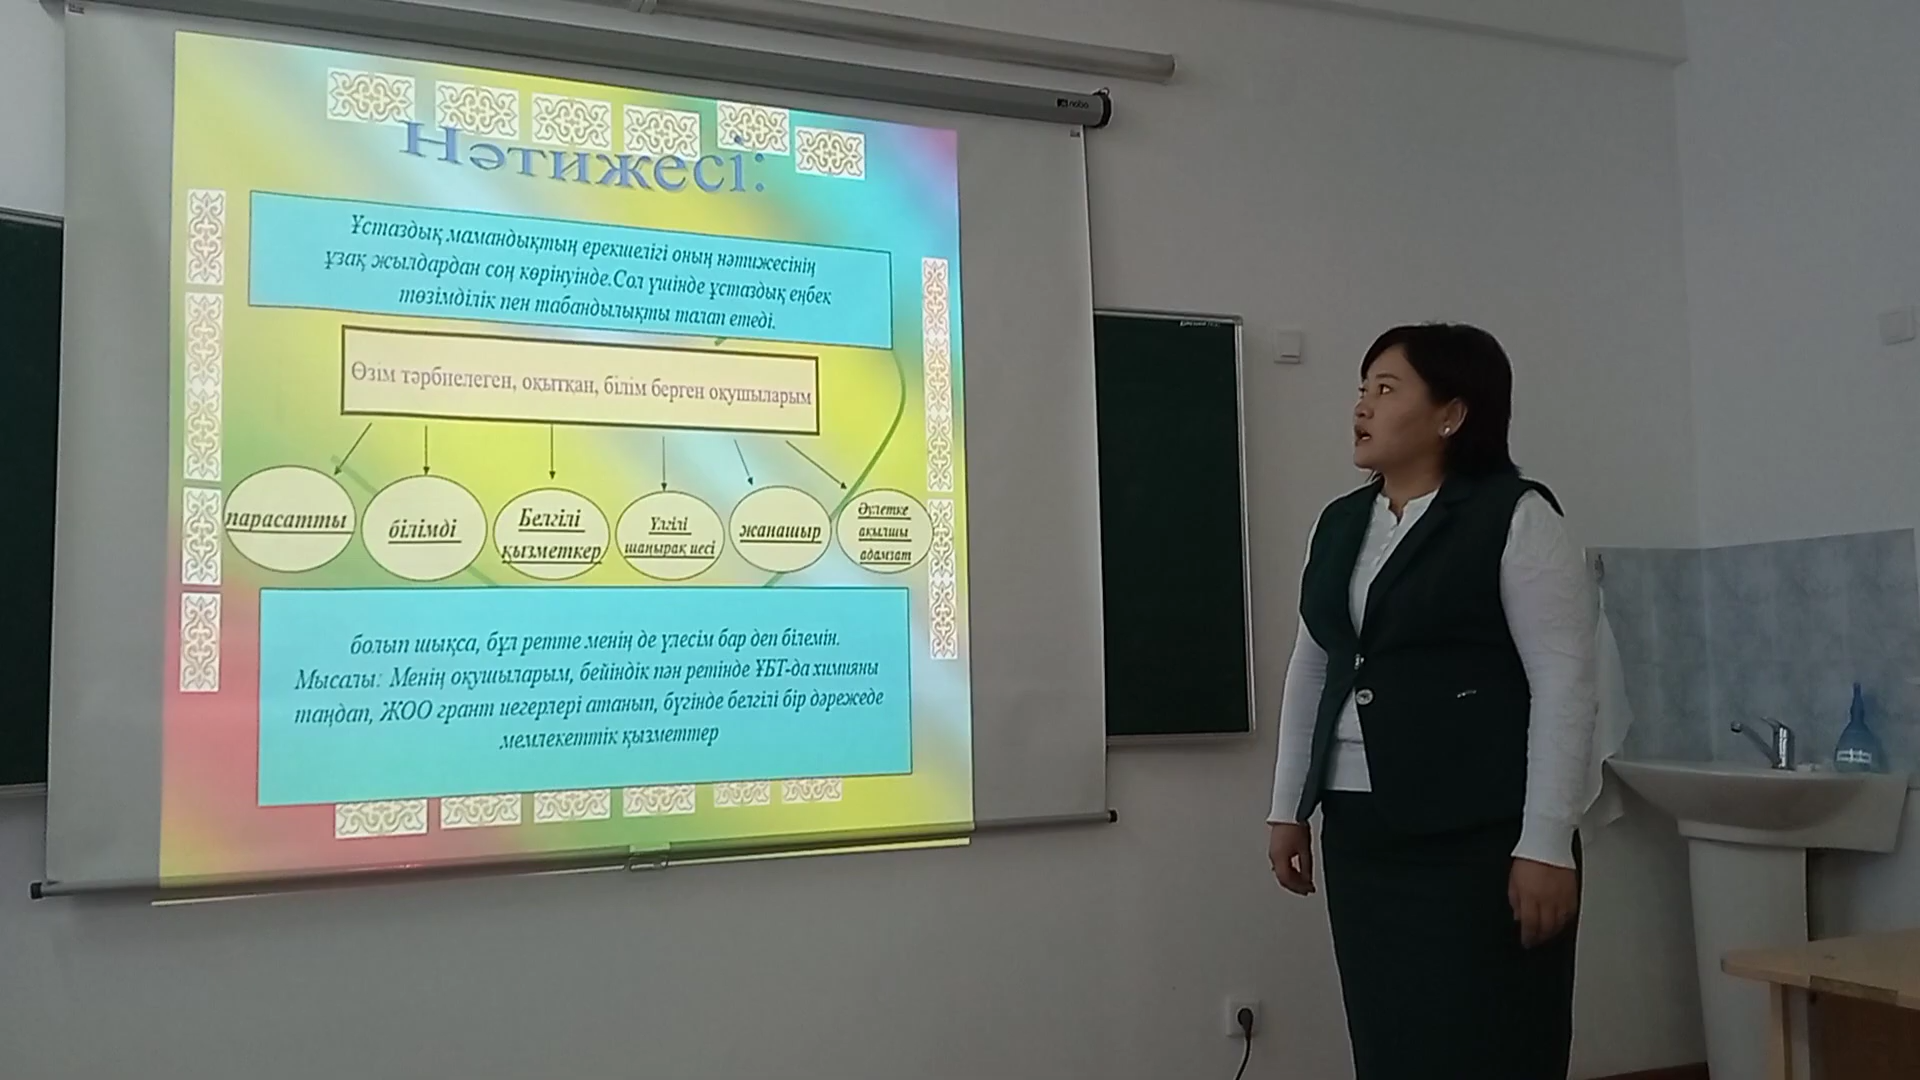 Нәтижесі:
Ұстаздық мамандықтың ерекшелігі оның нәтижесінің
ұзақ жылдардан соң көрінуінде.Сол үшінде ұстаздық еңбек
төзімділік пен табандылықты талап етеді.
Өзім тәрбиелеген, оқытқан, білім берген оқушыларым
парасатты
білімді
Белгілі
қызметкер
Үлгілі
шаңырақ иесі
жанашыр
Әулетке
ақылшы
адамзат
болып шықса, бұл ретте менің де үлесім бар деп білемін.
Мысалы: Менің оқушыларым, бейіндік пән ретінде ҰБТ-да химияны
таңдап, ЖОО грант иегерлері атанып, бүгінде белгілі бір дәрежеде
мемлекеттік қызметтер
nobo